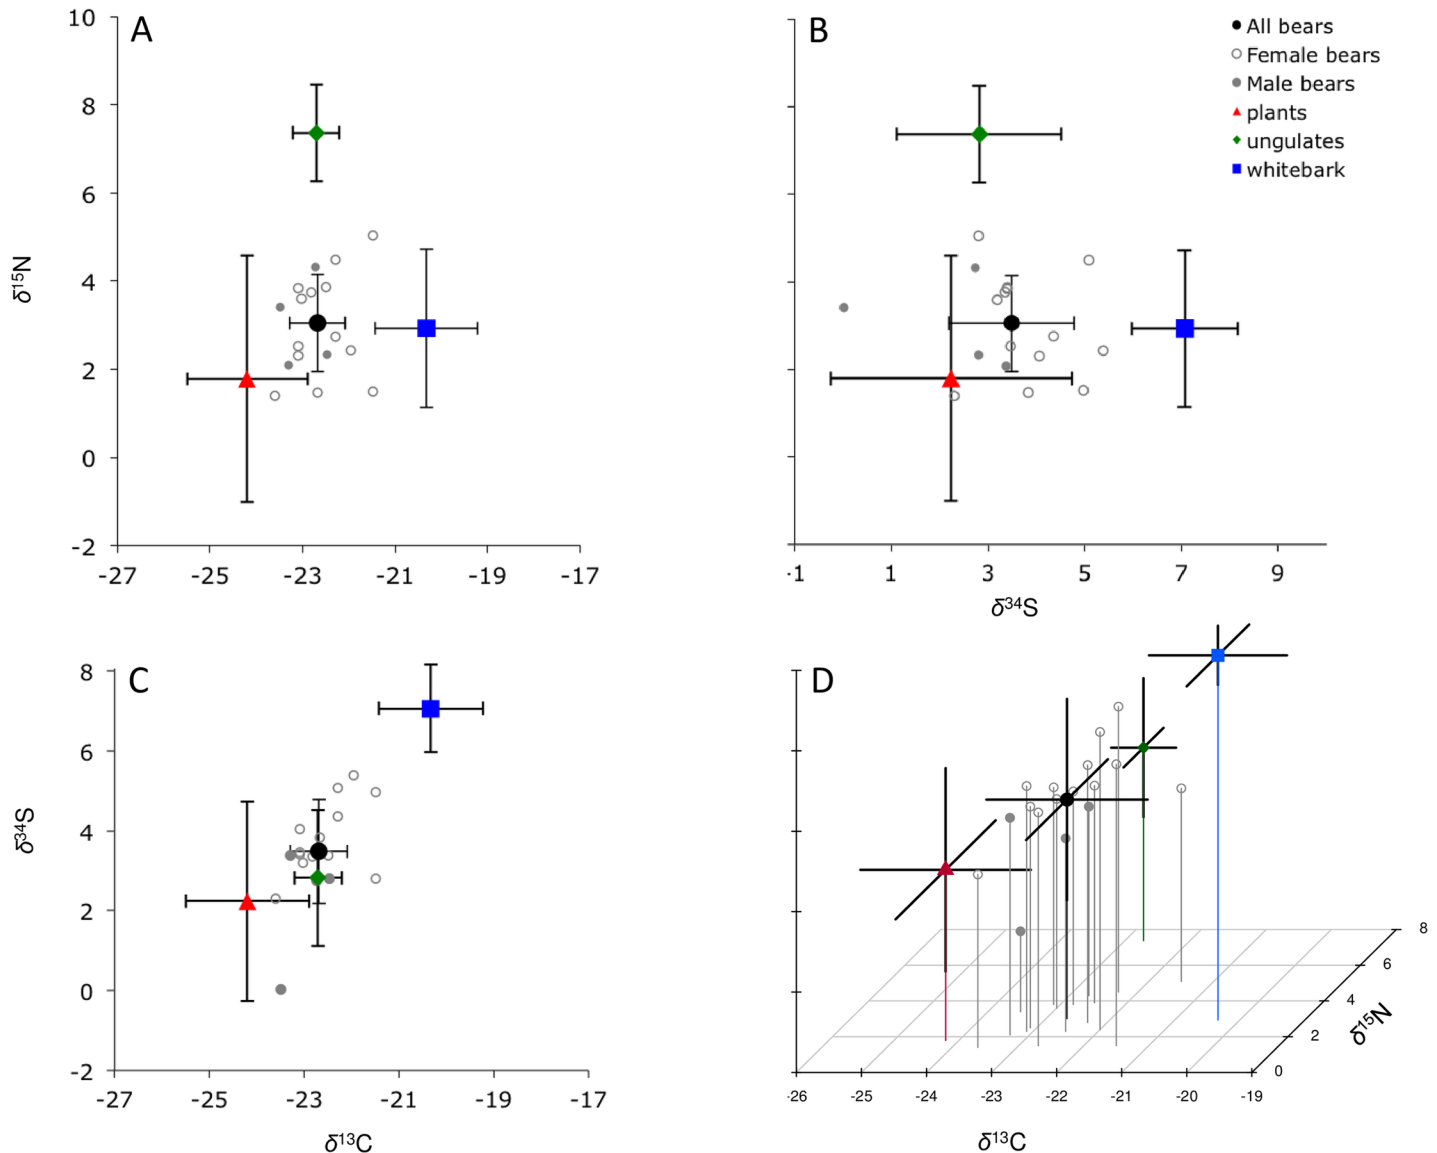 A
10
8
6
4
2
0
-2
δ15N
-27 -25 -23 -21 -19 -17
B
All bears
Female bears
Male bears
plants
ungulates
whitebark
-1 1 3 5 7 9
δ34S
C
8
6
4
2
0
-2
δ34S
-27 -25 -23 -21 -19 -17
δ13C
D
8
6
4
2
0
δ15N
-26 -25 -24 -23 -22 -21 -20 -19
δ13C